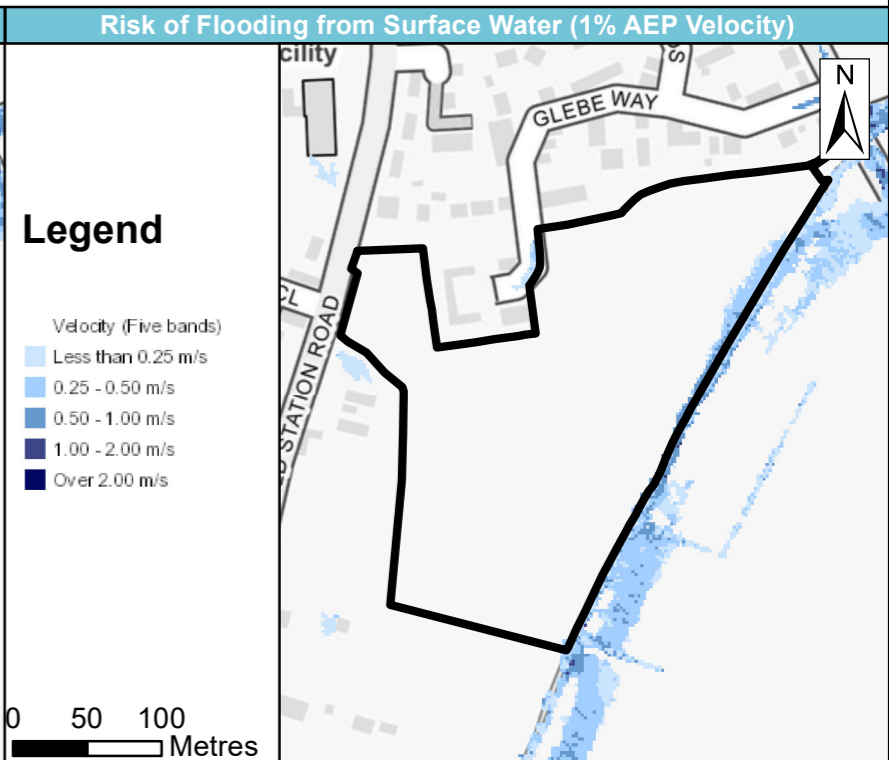 Risk of Flooding from Surface Water (1% AEP Velocity)
cility
N
GLEBE WAY
Legend
CL
STATION ROAD
Velocity (Five bands)
Less than 0.25 m/s
0.25 - 0.50 m/s
0.50 - 1.00 m/s
1.00 - 2.00 m/s
Over 2.00 m/s
0 50 100
Metres